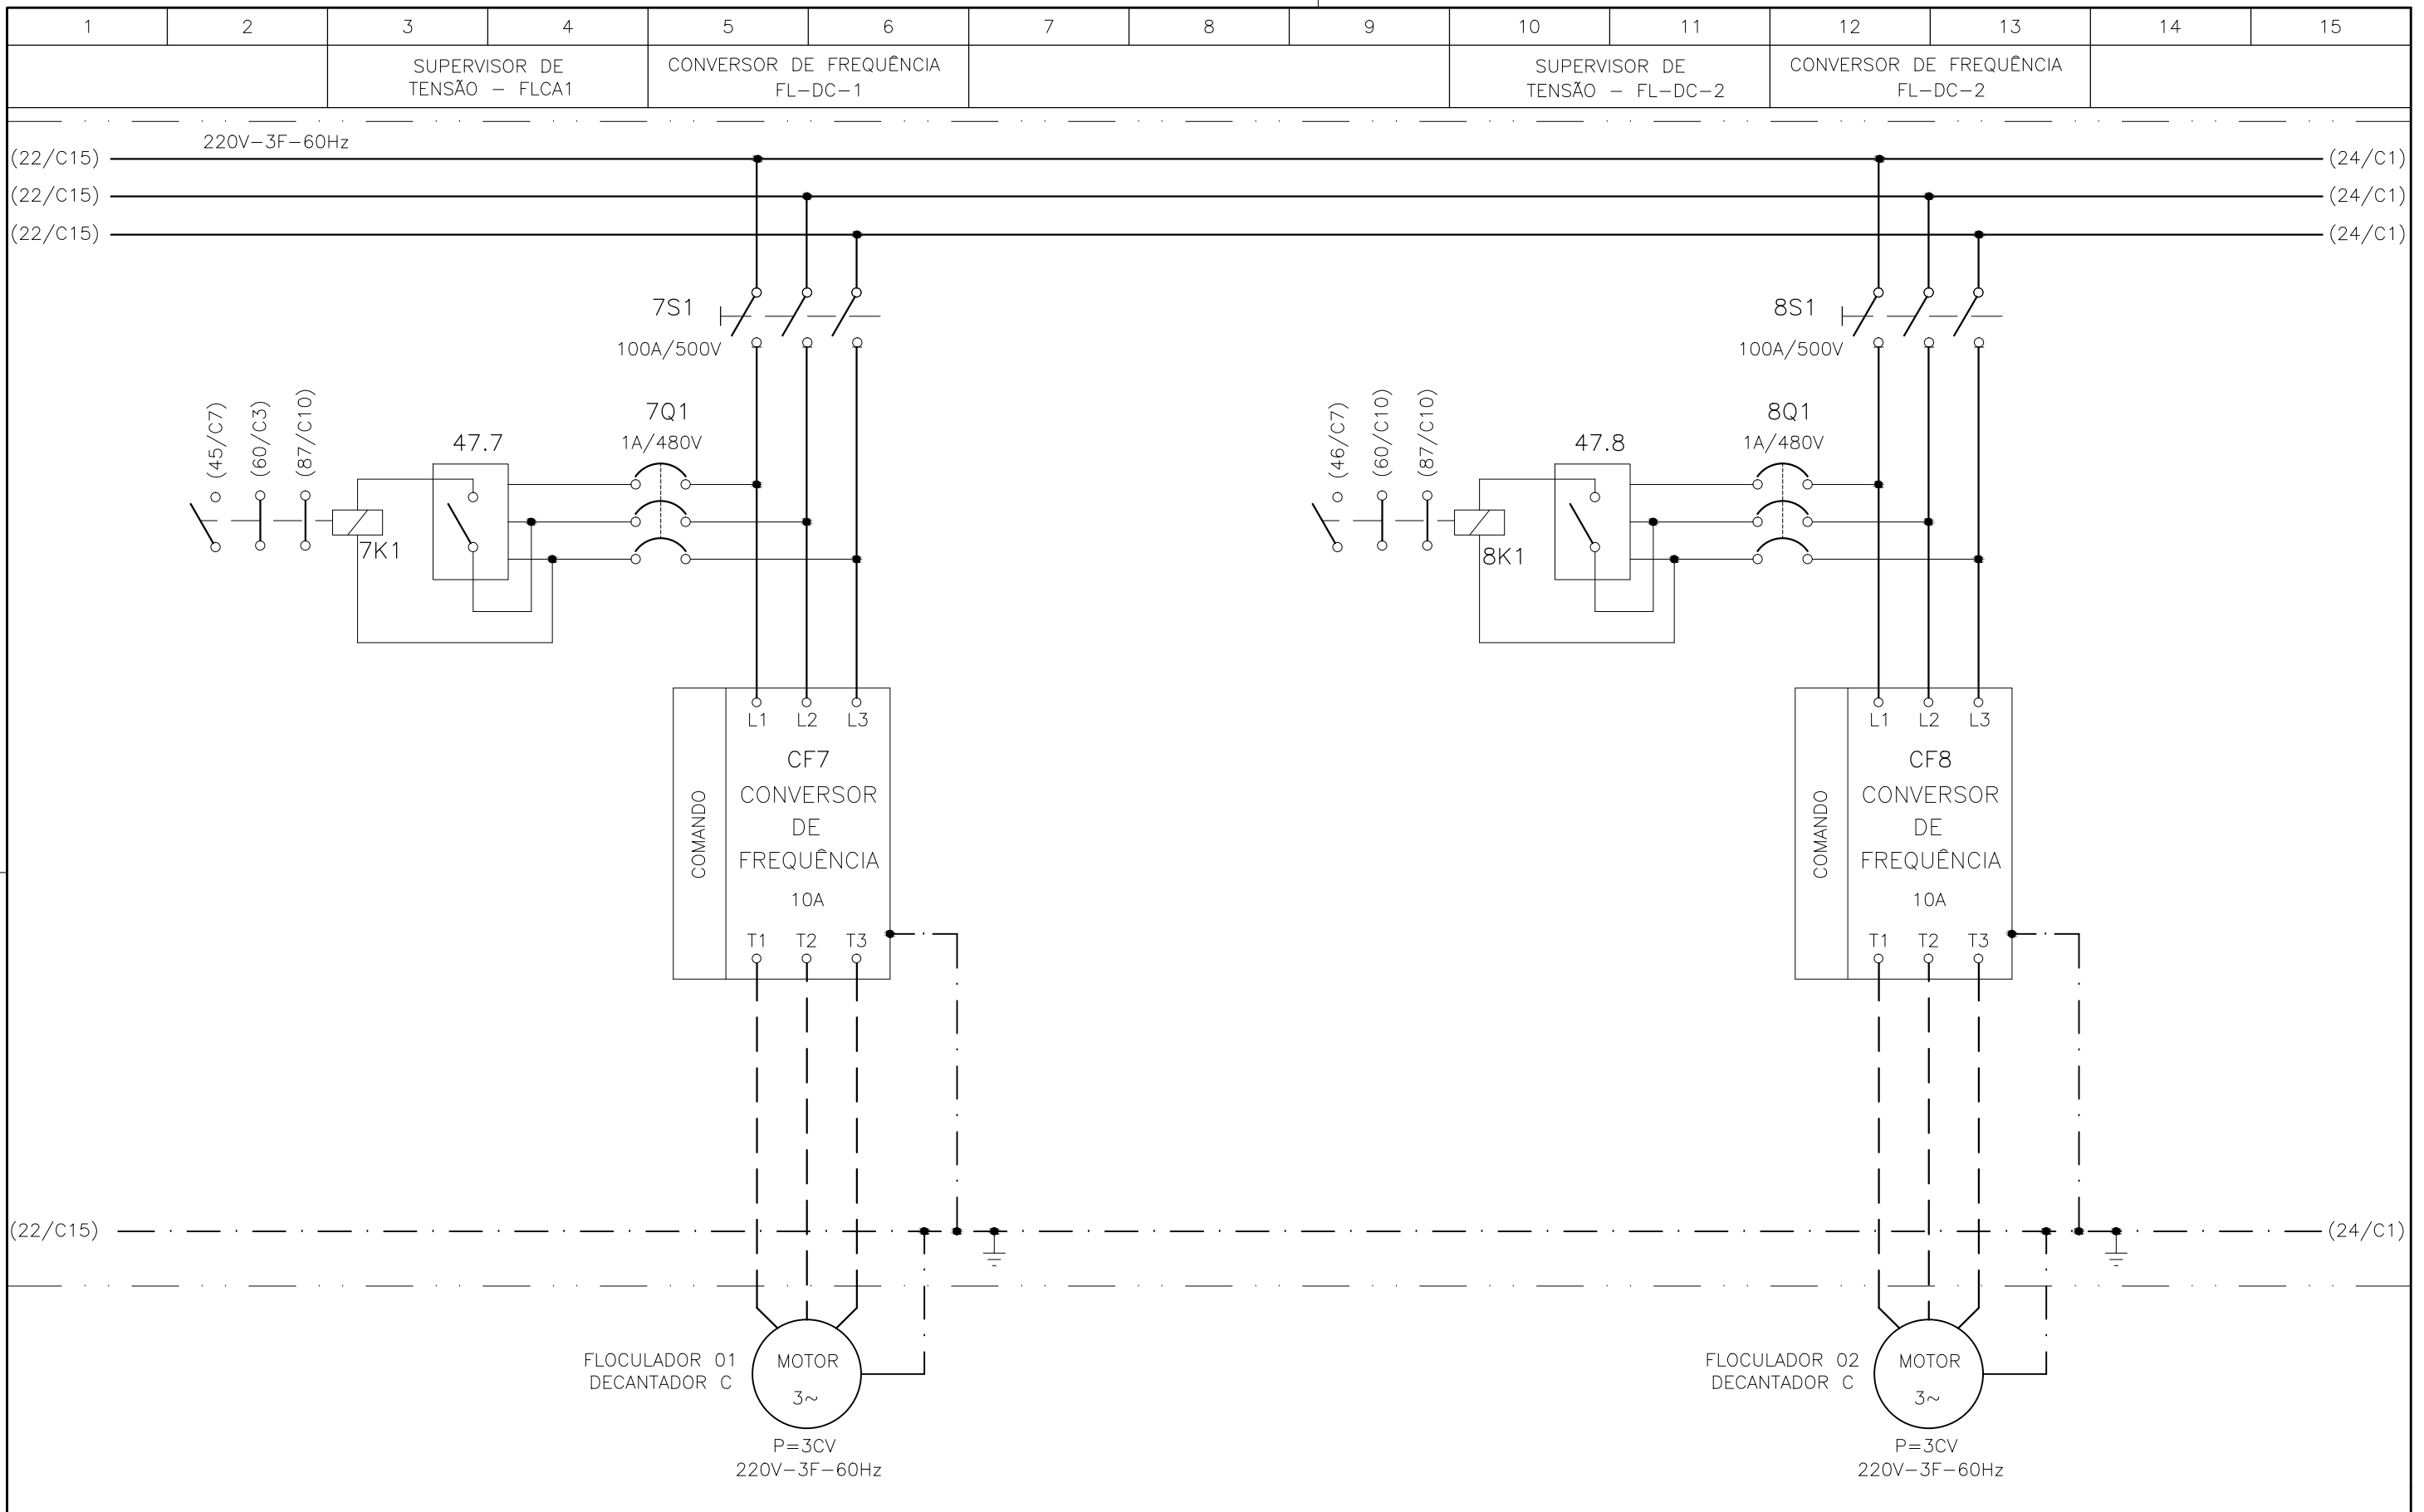 1 2 3 4 5 6 7 8 9 10 11 12 13 14 15
SUPERVISOR DE
TENSÃO - FLCA1
CONVERSOR DE FREQUÊNCIA
FL-DC-1
SUPERVISOR DE
TENSÃO - FL-DC-2
CONVERSOR DE FREQUÊNCIA
FL-DC-2
220V-3F-60Hz
(22/C15) (24/C1)
(22/C15) (24/C1)
(22/C15) (24/C1)
7S1
100A/500V
7Q1
1A/480V
47.7
(45/C7)
(60/C3)
(87/C10)
7K1
L1 L2 L3
CF7
CONVERSOR
DE
FREQUÊNCIA
10A
COMANDO
T1 T2 T3
8S1
100A/500V
8Q1
1A/480V
47.8
(46/C7)
(60/C10)
(87/C10)
8K1
L1 L2 L3
CF8
CONVERSOR
DE
FREQUÊNCIA
10A
COMANDO
T1 T2 T3
(22/C15) (24/C1)
FLOCULADOR 01
DECANTADOR C
MOTOR
3~
P=3CV
220V-3F-60Hz
FLOCULADOR 02
DECANTADOR C
MOTOR
3~
P=3CV
220V-3F-60Hz